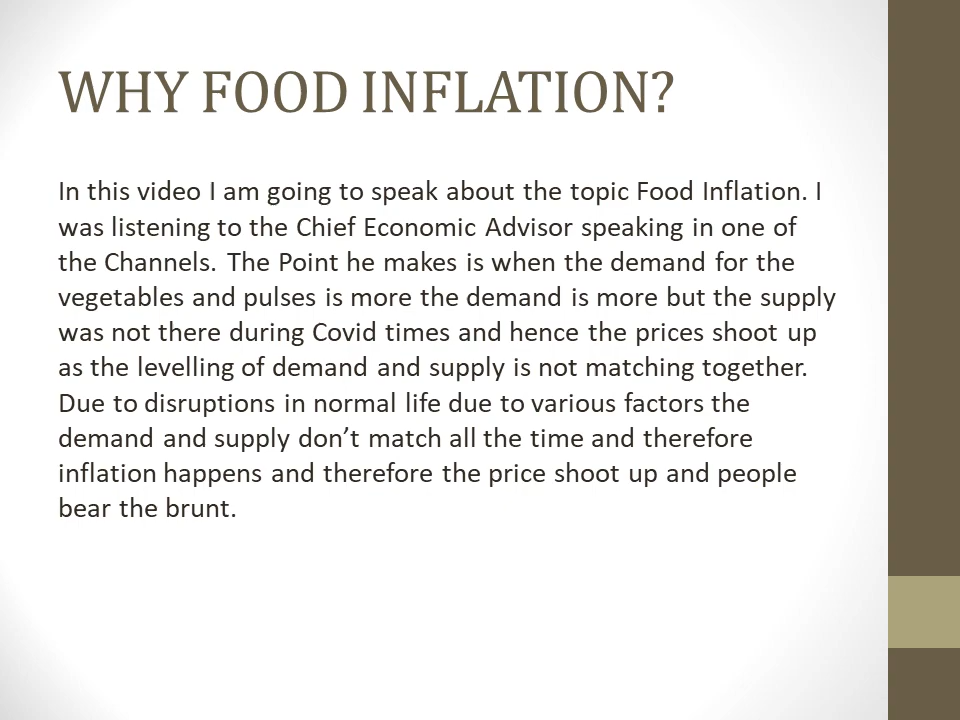 WHY FOOD INFLATION?
In this video I am going to speak about the topic Food Inflation. I
was listening to the Chief Economic Advisor speaking in one of
the Channels. The Point he makes is when the demand for the
vegetables and pulses is more the demand is more but the supply
was not there during Covid times and hence the prices shoot up
as the levelling of demand and supply is not matching together.
Due to disruptions in normal life due to various factors the
demand and supply don’t match all the time and therefore
inflation happens and therefore the price shoot up and people
bear the brunt.